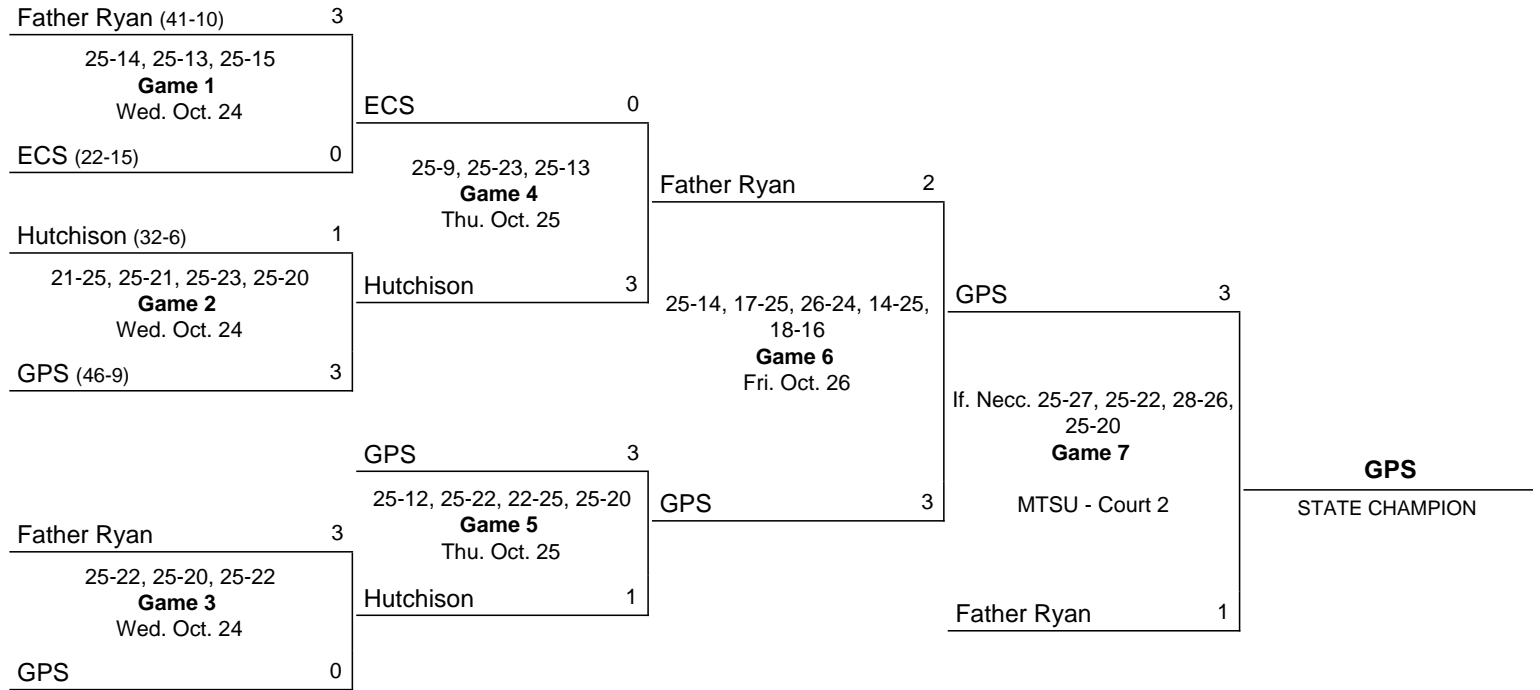 Father Ryan (41-10) 3
25-14, 25-13, 25-15
Game 1
Wed. Oct. 24
ECS (22-15) 0
Hutchison (32-6) 1
21-25, 25-21, 25-23, 25-20
Game 2
Wed. Oct. 24
GPS (46-9) 3
Father Ryan 3
25-22, 25-20, 25-22
Game 3
Wed. Oct. 24
GPS 0
ECS 0
25-9, 25-23, 25-13
Game 4
Thu. Oct. 25
Hutchison 3
GPS 3
25-12, 25-22, 22-25, 25-20
Game 5
Thu. Oct. 25
Hutchison 1
Father Ryan 2
25-14, 17-25, 26-24, 14-25,
18-16
Game 6
Fri. Oct. 26
GPS 3
GPS 3
If. Necc. 25-27, 25-22, 28-26,
25-20
Game 7
MTSU - Court 2
Father Ryan 1
GPS
STATE CHAMPION